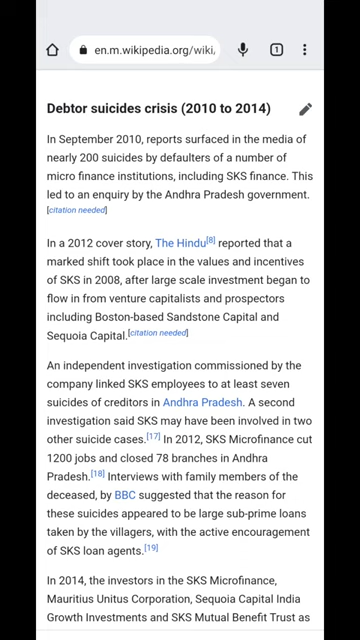 en.m.wikipedia.org/wiki/
1
Debtor suicides crisis (2010 to 2014)
In September 2010, reports surfaced in the media of
nearly 200 suicides by defaulters of a number of
micro finance institutions, including SKS finance. This
led to an enquiry by the Andhra Pradesh government.
[citation needed]
In a 2012 cover story, The Hindu[8] reported that a
marked shift took place in the values and incentives
of SKS in 2008, after large scale investment began to
flow in from venture capitalists and prospectors
including Boston-based Sandstone Capital and
Sequoia Capital.[citation needed]
An independent investigation commissioned by the
company linked SKS employees to at least seven
suicides of creditors in Andhra Pradesh. A second
investigation said SKS may have been involved in two
other suicide cases.[17] In 2012, SKS Microfinance cut
1200 jobs and closed 78 branches in Andhra
Pradesh.[18] Interviews with family members of the
deceased, by BBC suggested that the reason for
these suicides appeared to be large sub-prime loans
taken by the villagers, with the active encouragement
of SKS loan agents.[19]
In 2014, the investors in the SKS Microfinance,
Mauritius Unitus Corporation, Sequoia Capital India
Growth Investments and SKS Mutual Benefit Trust as